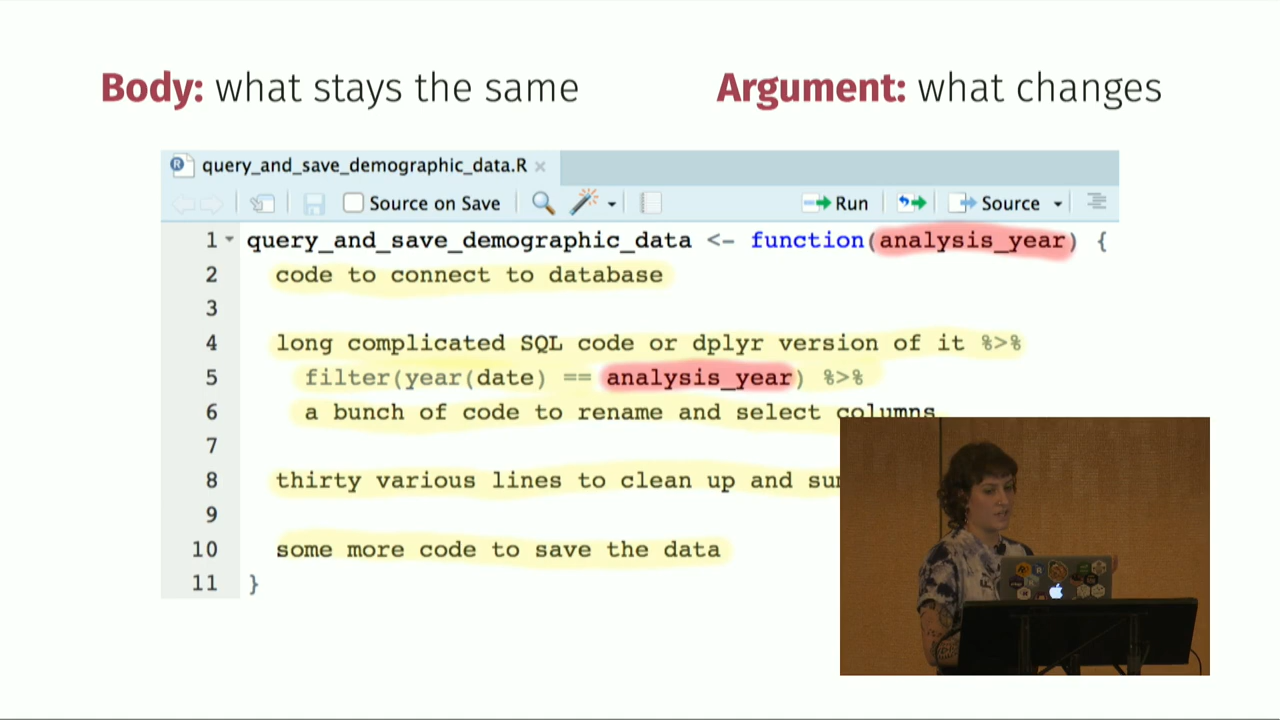 Body: what stays the same
Argument: what changes
query_and_save_demographic_data.R
Source on Save
Run
Source
1 query_and_save_demographic_data <- function(analysis_year) {
2 code to connect to database
3
4 long complicated SQL code or dplyr version of it %>%
5 filter(year(date) == analysis_year) %>%
6 a bunch of code to rename and select columns
7
8 thirty various lines to clean up and
9
10 some more code to save the data
11 }